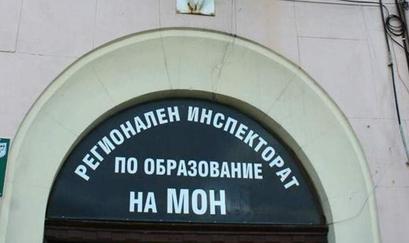 РЕГИОНАЛЕН ИНСПЕКТОРАТ
ПО ОБРАЗОВАНИЕ
НА МОН